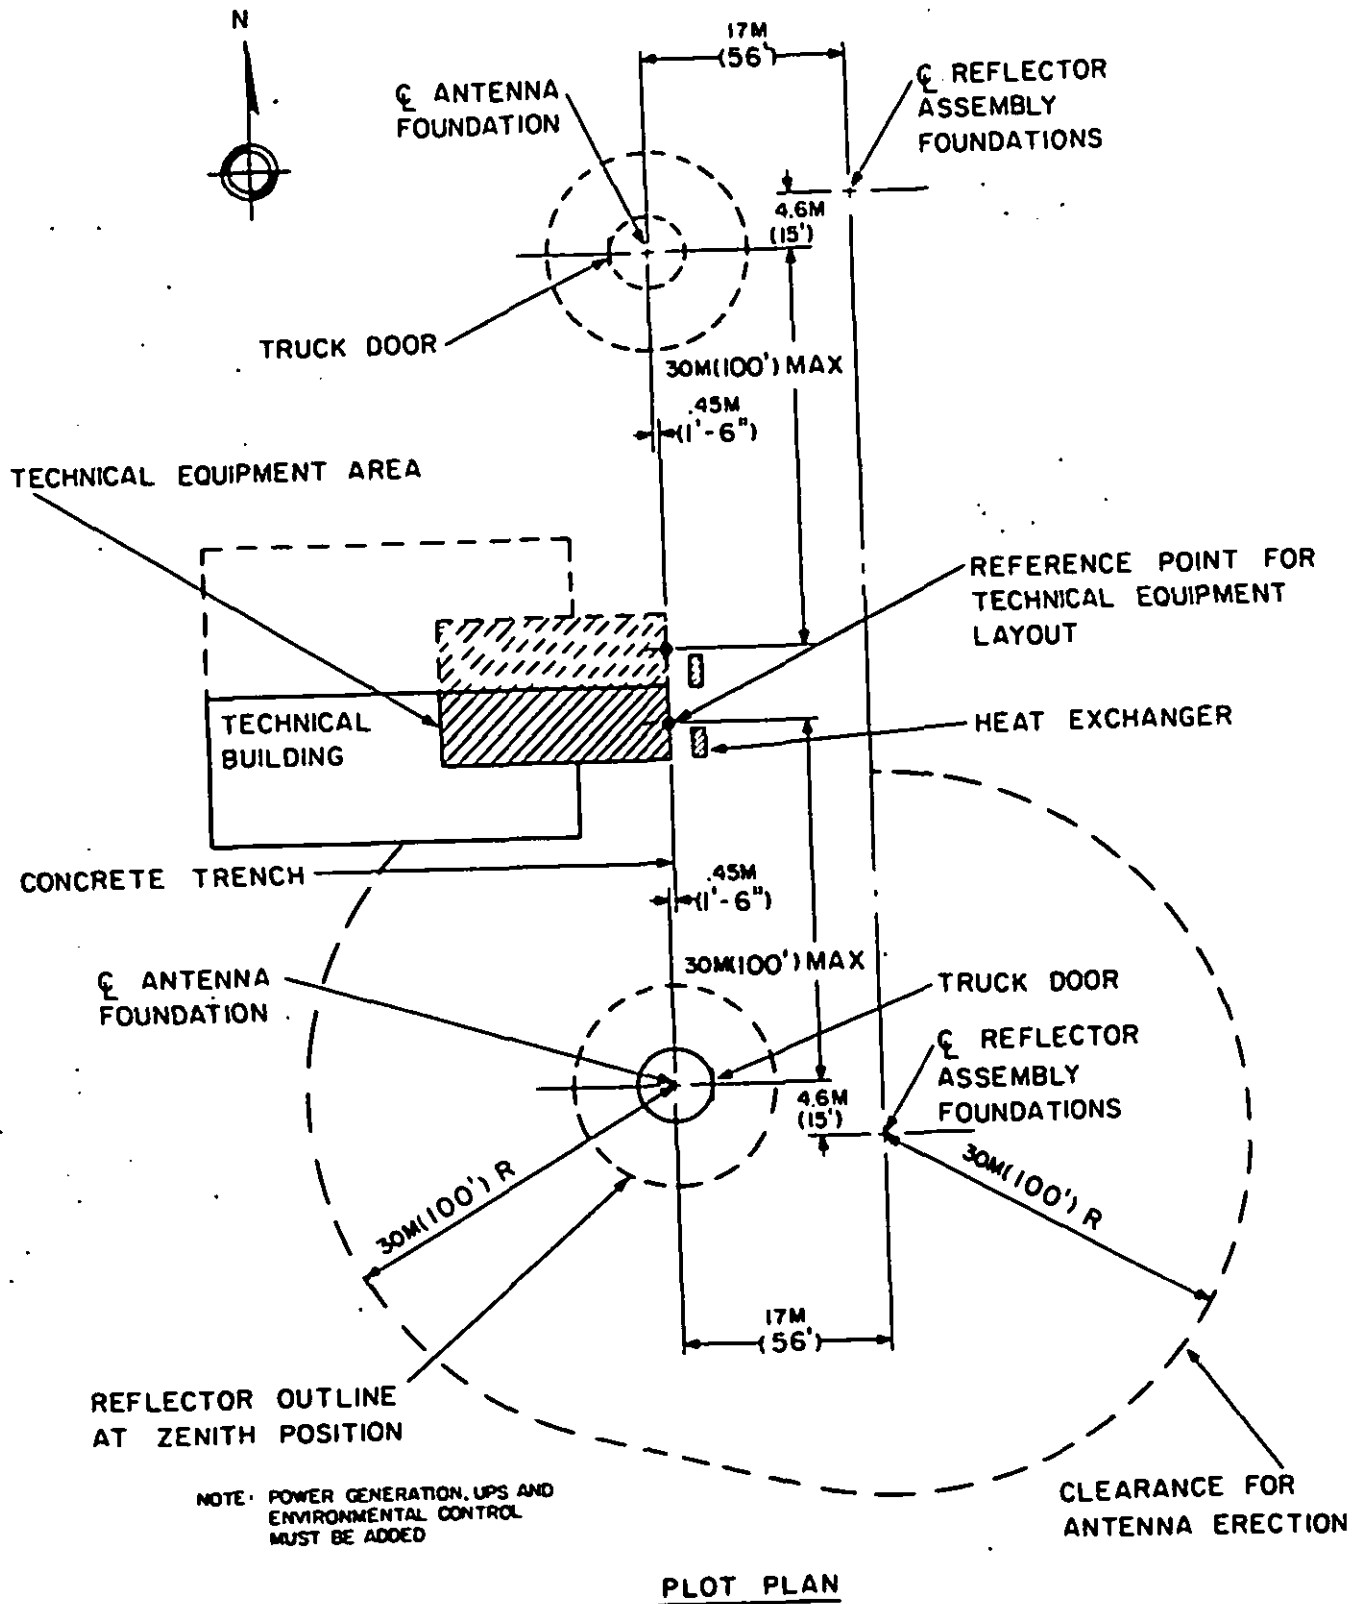 N
17M
(56')
℄ ANTENNA
FOUNDATION
℄ REFLECTOR
ASSEMBLY
FOUNDATIONS
4.6M
(15')
TRUCK DOOR
30M(100') MAX
.45M
(1'-6")
TECHNICAL EQUIPMENT AREA
REFERENCE POINT FOR
TECHNICAL EQUIPMENT
LAYOUT
TECHNICAL
BUILDING
HEAT EXCHANGER
CONCRETE TRENCH
.45M
(1'-6")
30M(100') MAX
℄ ANTENNA
FOUNDATION
TRUCK DOOR
℄ REFLECTOR
ASSEMBLY
FOUNDATIONS
4.6M
(15')
30M(100') R
30M(100') R
17M
(56')
REFLECTOR OUTLINE
AT ZENITH POSITION
NOTE: POWER GENERATION, UPS AND
ENVIRONMENTAL CONTROL
MUST BE ADDED
CLEARANCE FOR
ANTENNA ERECTION
PLOT PLAN